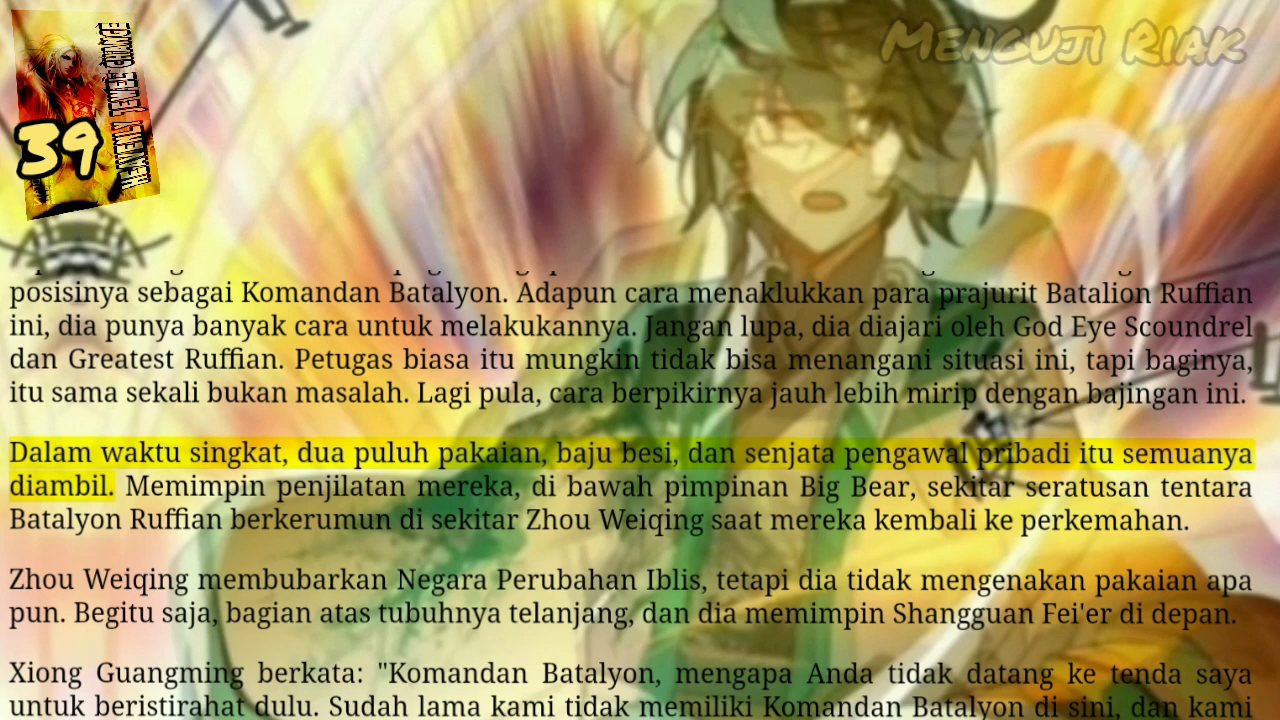 Menguji Riak
39
posisinya sebagai Komandan Batalyon. Adapun cara menaklukkan para prajurit Batalion Ruffian
ini, dia punya banyak cara untuk melakukannya. Jangan lupa, dia diajari oleh God Eye Scoundrel
dan Greatest Ruffian. Petugas biasa itu mungkin tidak bisa menangani situasi ini, tapi baginya,
itu sama sekali bukan masalah. Lagi pula, cara berpikirnya jauh lebih mirip dengan bajingan ini.
Dalam waktu singkat, dua puluh pakaian, baju besi, dan senjata pengawal pribadi itu semuanya
diambil. Memimpin penjilatan mereka, di bawah pimpinan Big Bear, sekitar seratusan tentara
Batalyon Ruffian berkerumun di sekitar Zhou Weiqing saat mereka kembali ke perkemahan.
Zhou Weiqing membubarkan Negara Perubahan Iblis, tetapi dia tidak mengenakan pakaian apa
pun. Begitu saja, bagian atas tubuhnya telanjang, dan dia memimpin Shangguan Fei'er di depan.
Xiong Guangming berkata: "Komandan Batalyon, mengapa Anda tidak datang ke tenda saya
untuk beristirahat dulu. Sudah lama kami tidak memiliki Komandan Batalyon di sini, dan kami